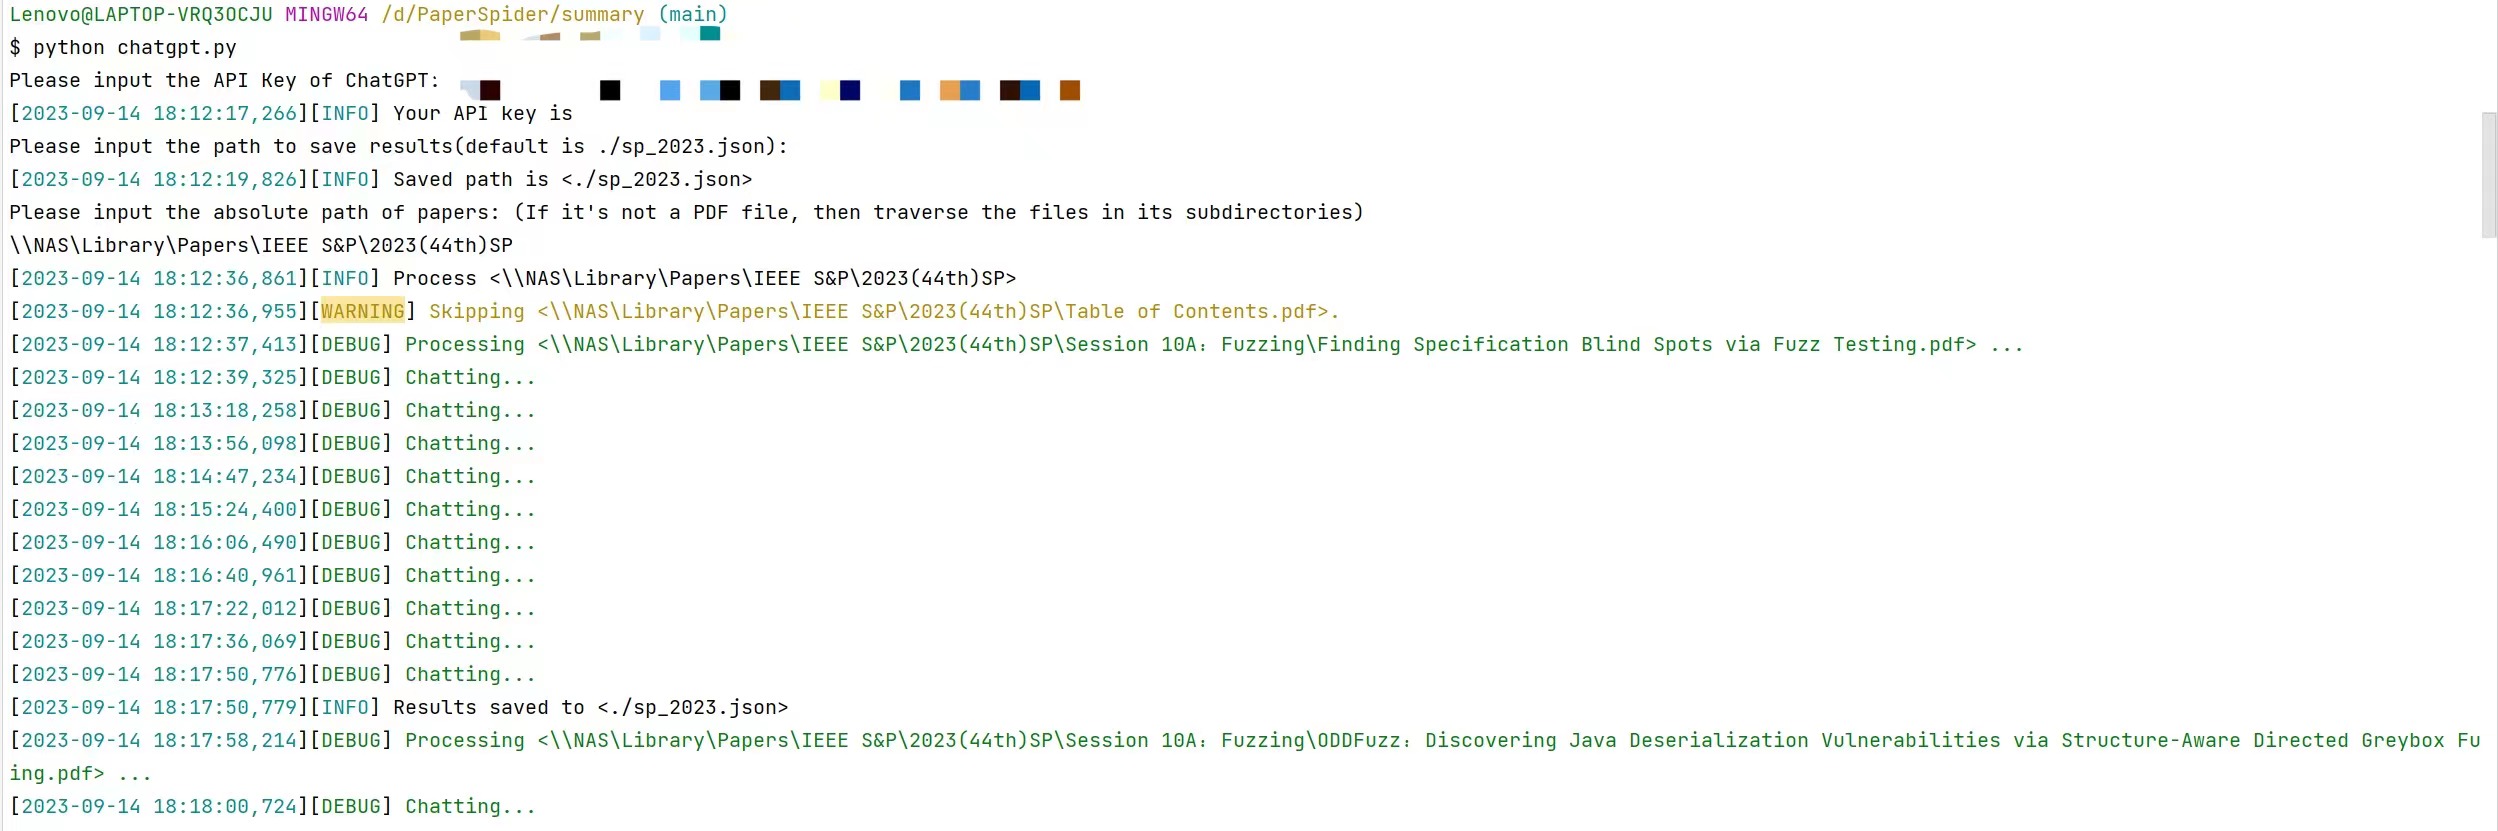 Lenovo@LAPTOP-VRQ3OCJU MINGW64 /d/PaperSpider/summary (main)
$ python chatgpt.py
Please input the API Key of ChatGPT:
[2023-09-14 18:12:17,266][INFO] Your API key is
Please input the path to save results(default is ./sp_2023.json):
[2023-09-14 18:12:19,826][INFO] Saved path is <./sp_2023.json>
Please input the absolute path of papers: (If it's not a PDF file, then traverse the files in its subdirectories)
\\NAS\Library\Papers\IEEE S&P\2023(44th)SP
[2023-09-14 18:12:36,861][INFO] Process <\\NAS\Library\Papers\IEEE S&P\2023(44th)SP>
[2023-09-14 18:12:36,955][WARNING] Skipping <\\NAS\Library\Papers\IEEE S&P\2023(44th)SP\Table of Contents.pdf>.
[2023-09-14 18:12:37,413][DEBUG] Processing <\\NAS\Library\Papers\IEEE S&P\2023(44th)SP\Session 10A：Fuzzing\Finding Specification Blind Spots via Fuzz Testing.pdf> ...
[2023-09-14 18:12:39,325][DEBUG] Chatting...
[2023-09-14 18:13:18,258][DEBUG] Chatting...
[2023-09-14 18:13:56,098][DEBUG] Chatting...
[2023-09-14 18:14:47,234][DEBUG] Chatting...
[2023-09-14 18:15:24,400][DEBUG] Chatting...
[2023-09-14 18:16:06,490][DEBUG] Chatting...
[2023-09-14 18:16:40,961][DEBUG] Chatting...
[2023-09-14 18:17:22,012][DEBUG] Chatting...
[2023-09-14 18:17:36,069][DEBUG] Chatting...
[2023-09-14 18:17:50,776][DEBUG] Chatting...
[2023-09-14 18:17:50,779][INFO] Results saved to <./sp_2023.json>
[2023-09-14 18:17:58,214][DEBUG] Processing <\\NAS\Library\Papers\IEEE S&P\2023(44th)SP\Session 10A：Fuzzing\ODDFuzz：Discovering Java Deserialization Vulnerabilities via Structure-Aware Directed Greybox Fu
ing.pdf> ...
[2023-09-14 18:18:00,724][DEBUG] Chatting...